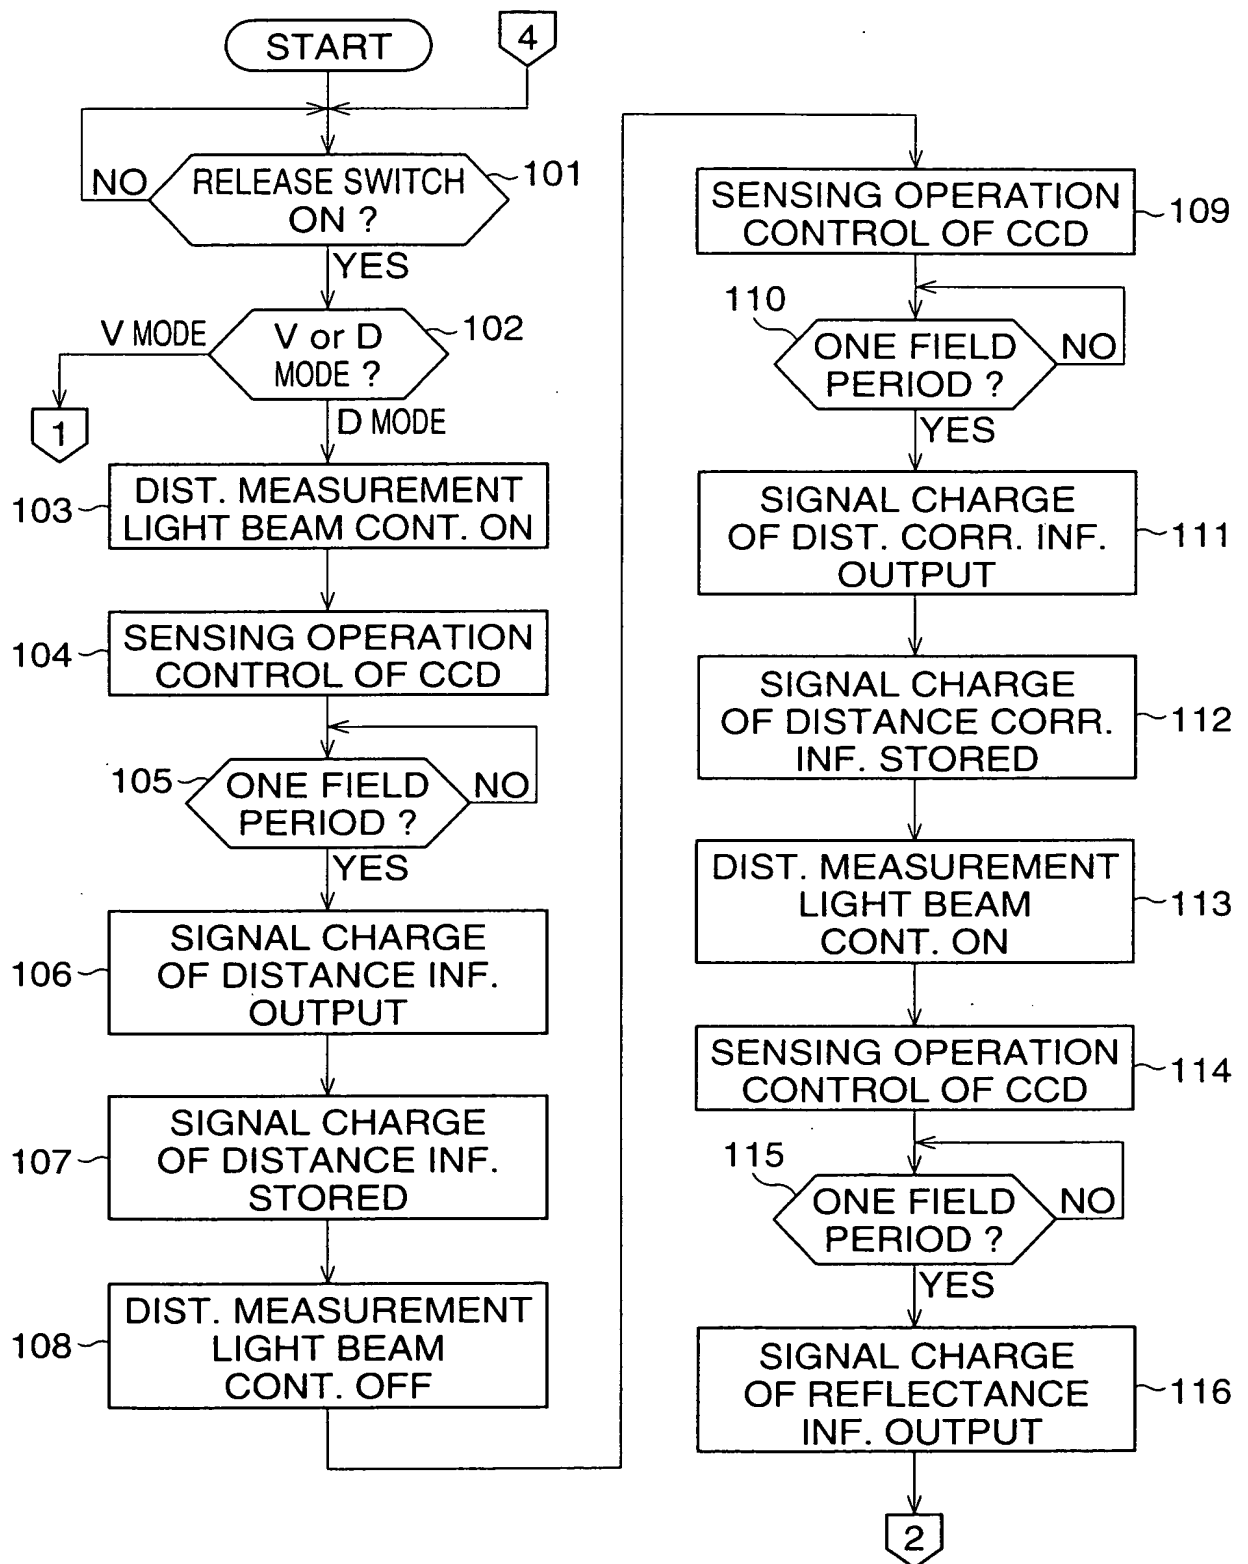 START
4
NO
RELEASE SWITCH
ON ?
101
YES
V MODE
V or D
MODE ?
102
1
D MODE
103
DIST. MEASUREMENT
LIGHT BEAM CONT. ON
104
SENSING OPERATION
CONTROL OF CCD
105
ONE FIELD
PERIOD ?
NO
YES
106
SIGNAL CHARGE
OF DISTANCE INF.
OUTPUT
107
SIGNAL CHARGE
OF DISTANCE INF.
STORED
108
DIST. MEASUREMENT
LIGHT BEAM
CONT. OFF
SENSING OPERATION
CONTROL OF CCD
109
110
ONE FIELD
PERIOD ?
NO
YES
SIGNAL CHARGE
OF DIST. CORR. INF.
OUTPUT
111
SIGNAL CHARGE
OF DISTANCE CORR.
INF. STORED
112
DIST. MEASUREMENT
LIGHT BEAM
CONT. ON
113
SENSING OPERATION
CONTROL OF CCD
114
115
ONE FIELD
PERIOD ?
NO
YES
SIGNAL CHARGE
OF REFLECTANCE
INF. OUTPUT
116
2